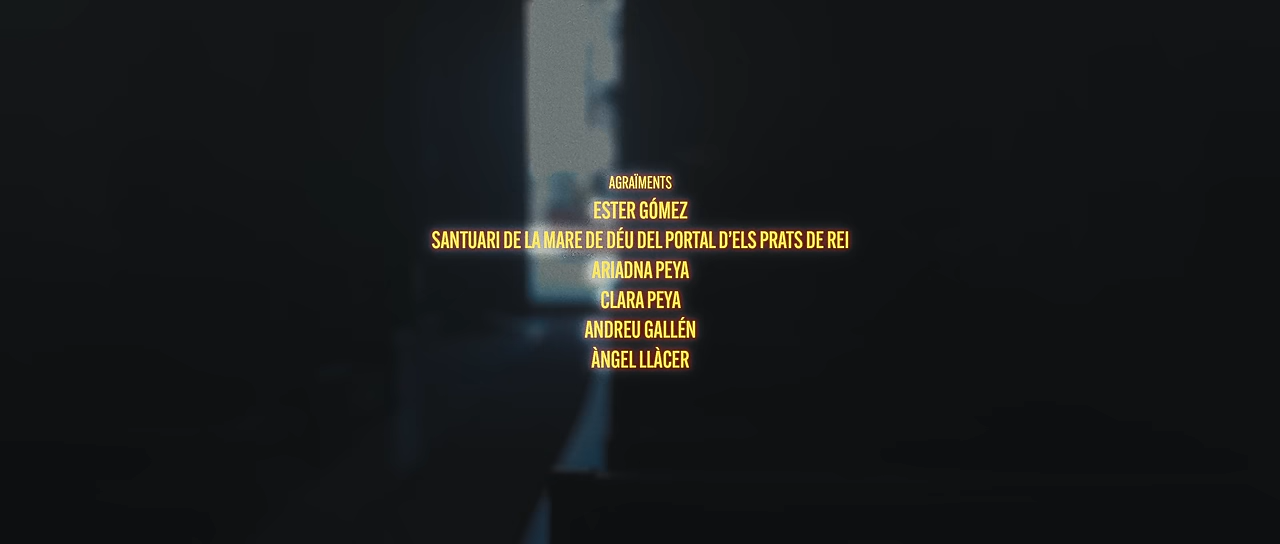 AGRAÏMENTS
ESTER GÓMEZ
SANTUARI DE LA MARE DE DÉU DEL PORTAL D'ELS PRATS DE REI
ARIADNA PEYA
CLARA PEYA
ANDREU GALLÉN
ÀNGEL LLÀCER